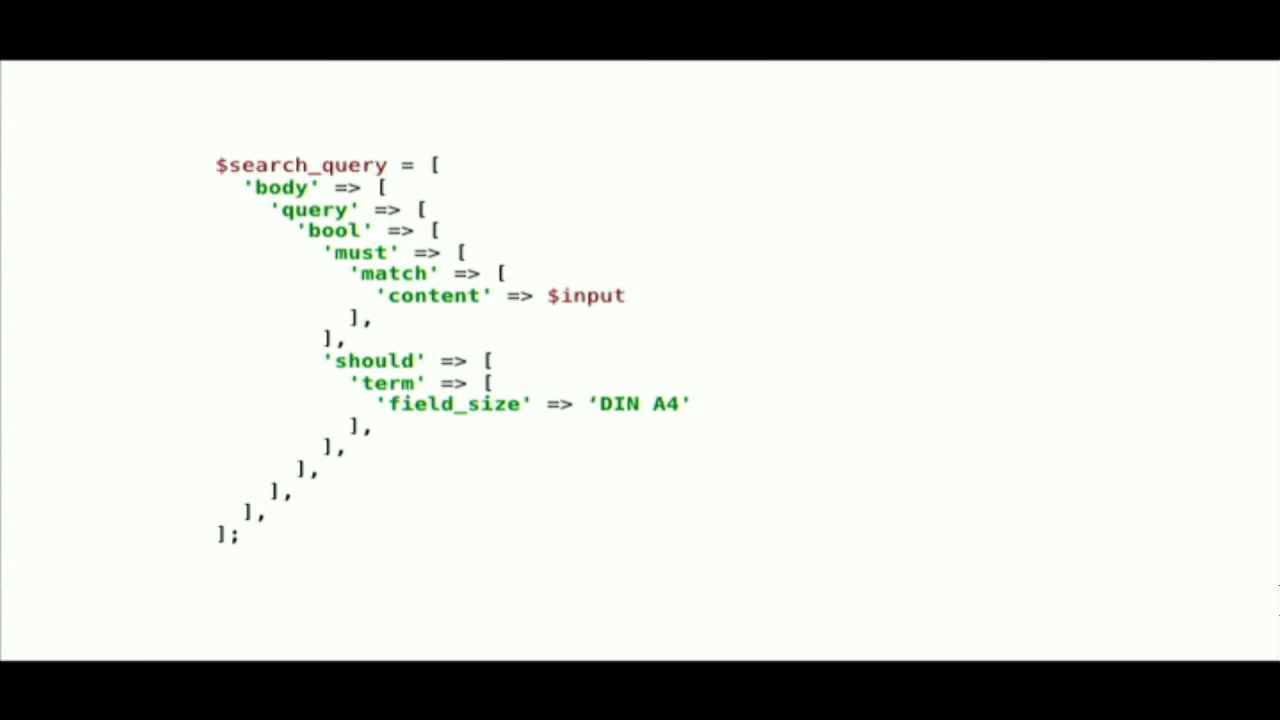 $search_query = [
  'body' => [
    'query' => [
      'bool' => [
        'must' => [
          'match' => [
            'content' => $input
          ],
        ],
        'should' => [
          'term' => [
            'field_size' => ‘DIN A4'
          ],
        ],
      ],
    ],
  ],
];